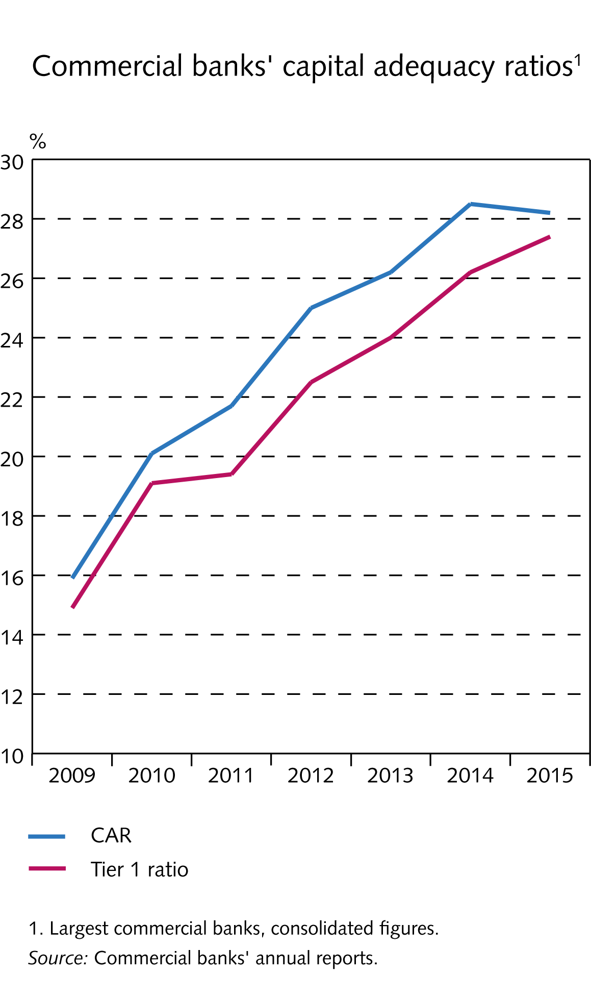 Commercial banks' capital adequacy ratios¹
%
30
28
26
24
22
20
18
16
14
12
10
2009 2010 2011 2012 2013 2014 2015
CAR
Tier 1 ratio
1. Largest commercial banks, consolidated figures.
Source: Commercial banks' annual reports.